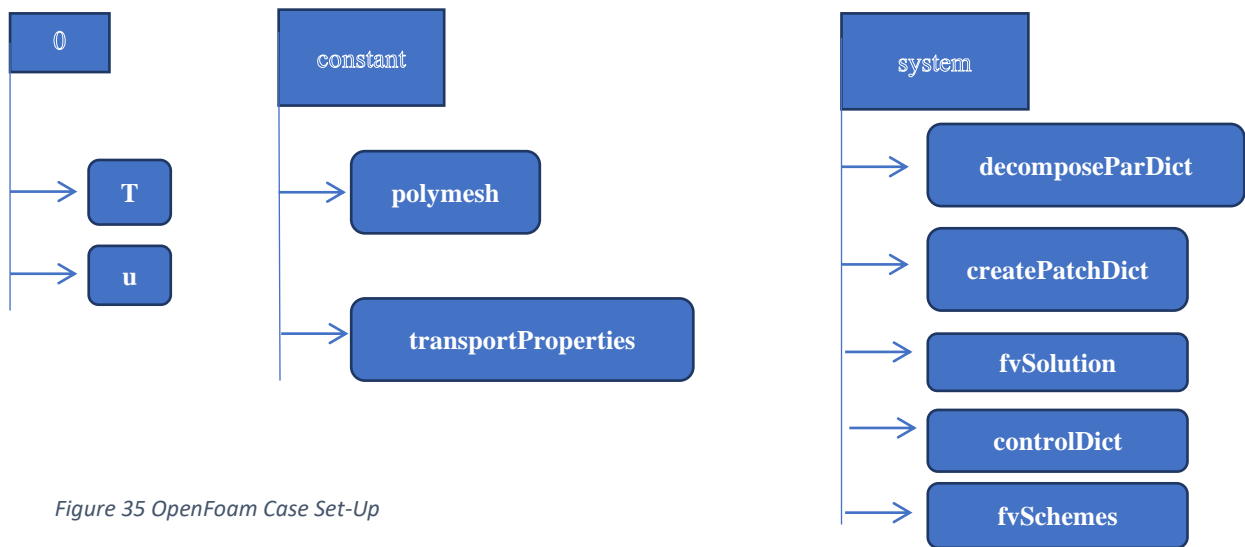 0
T
u
constant
polymesh
transportProperties
system
decomposeParDict
createPatchDict
fvSolution
controlDict
fvSchemes
Figure 35 OpenFoam Case Set-Up